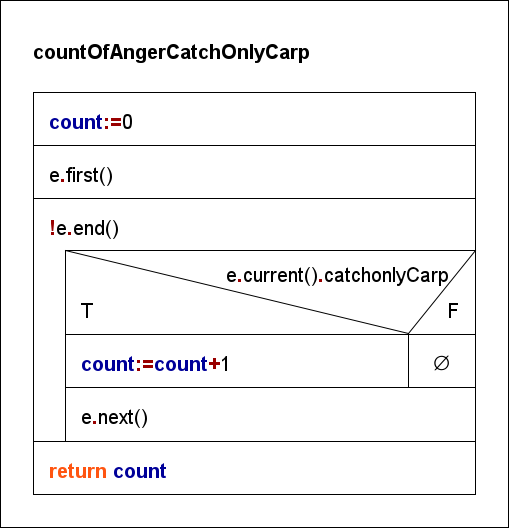 countOfAngerCatchOnlyCarp
count:=0
e.first()
!e.end()
e.current().catchonlyCarp
T F
count:=count+1 ∅
e.next()
return count